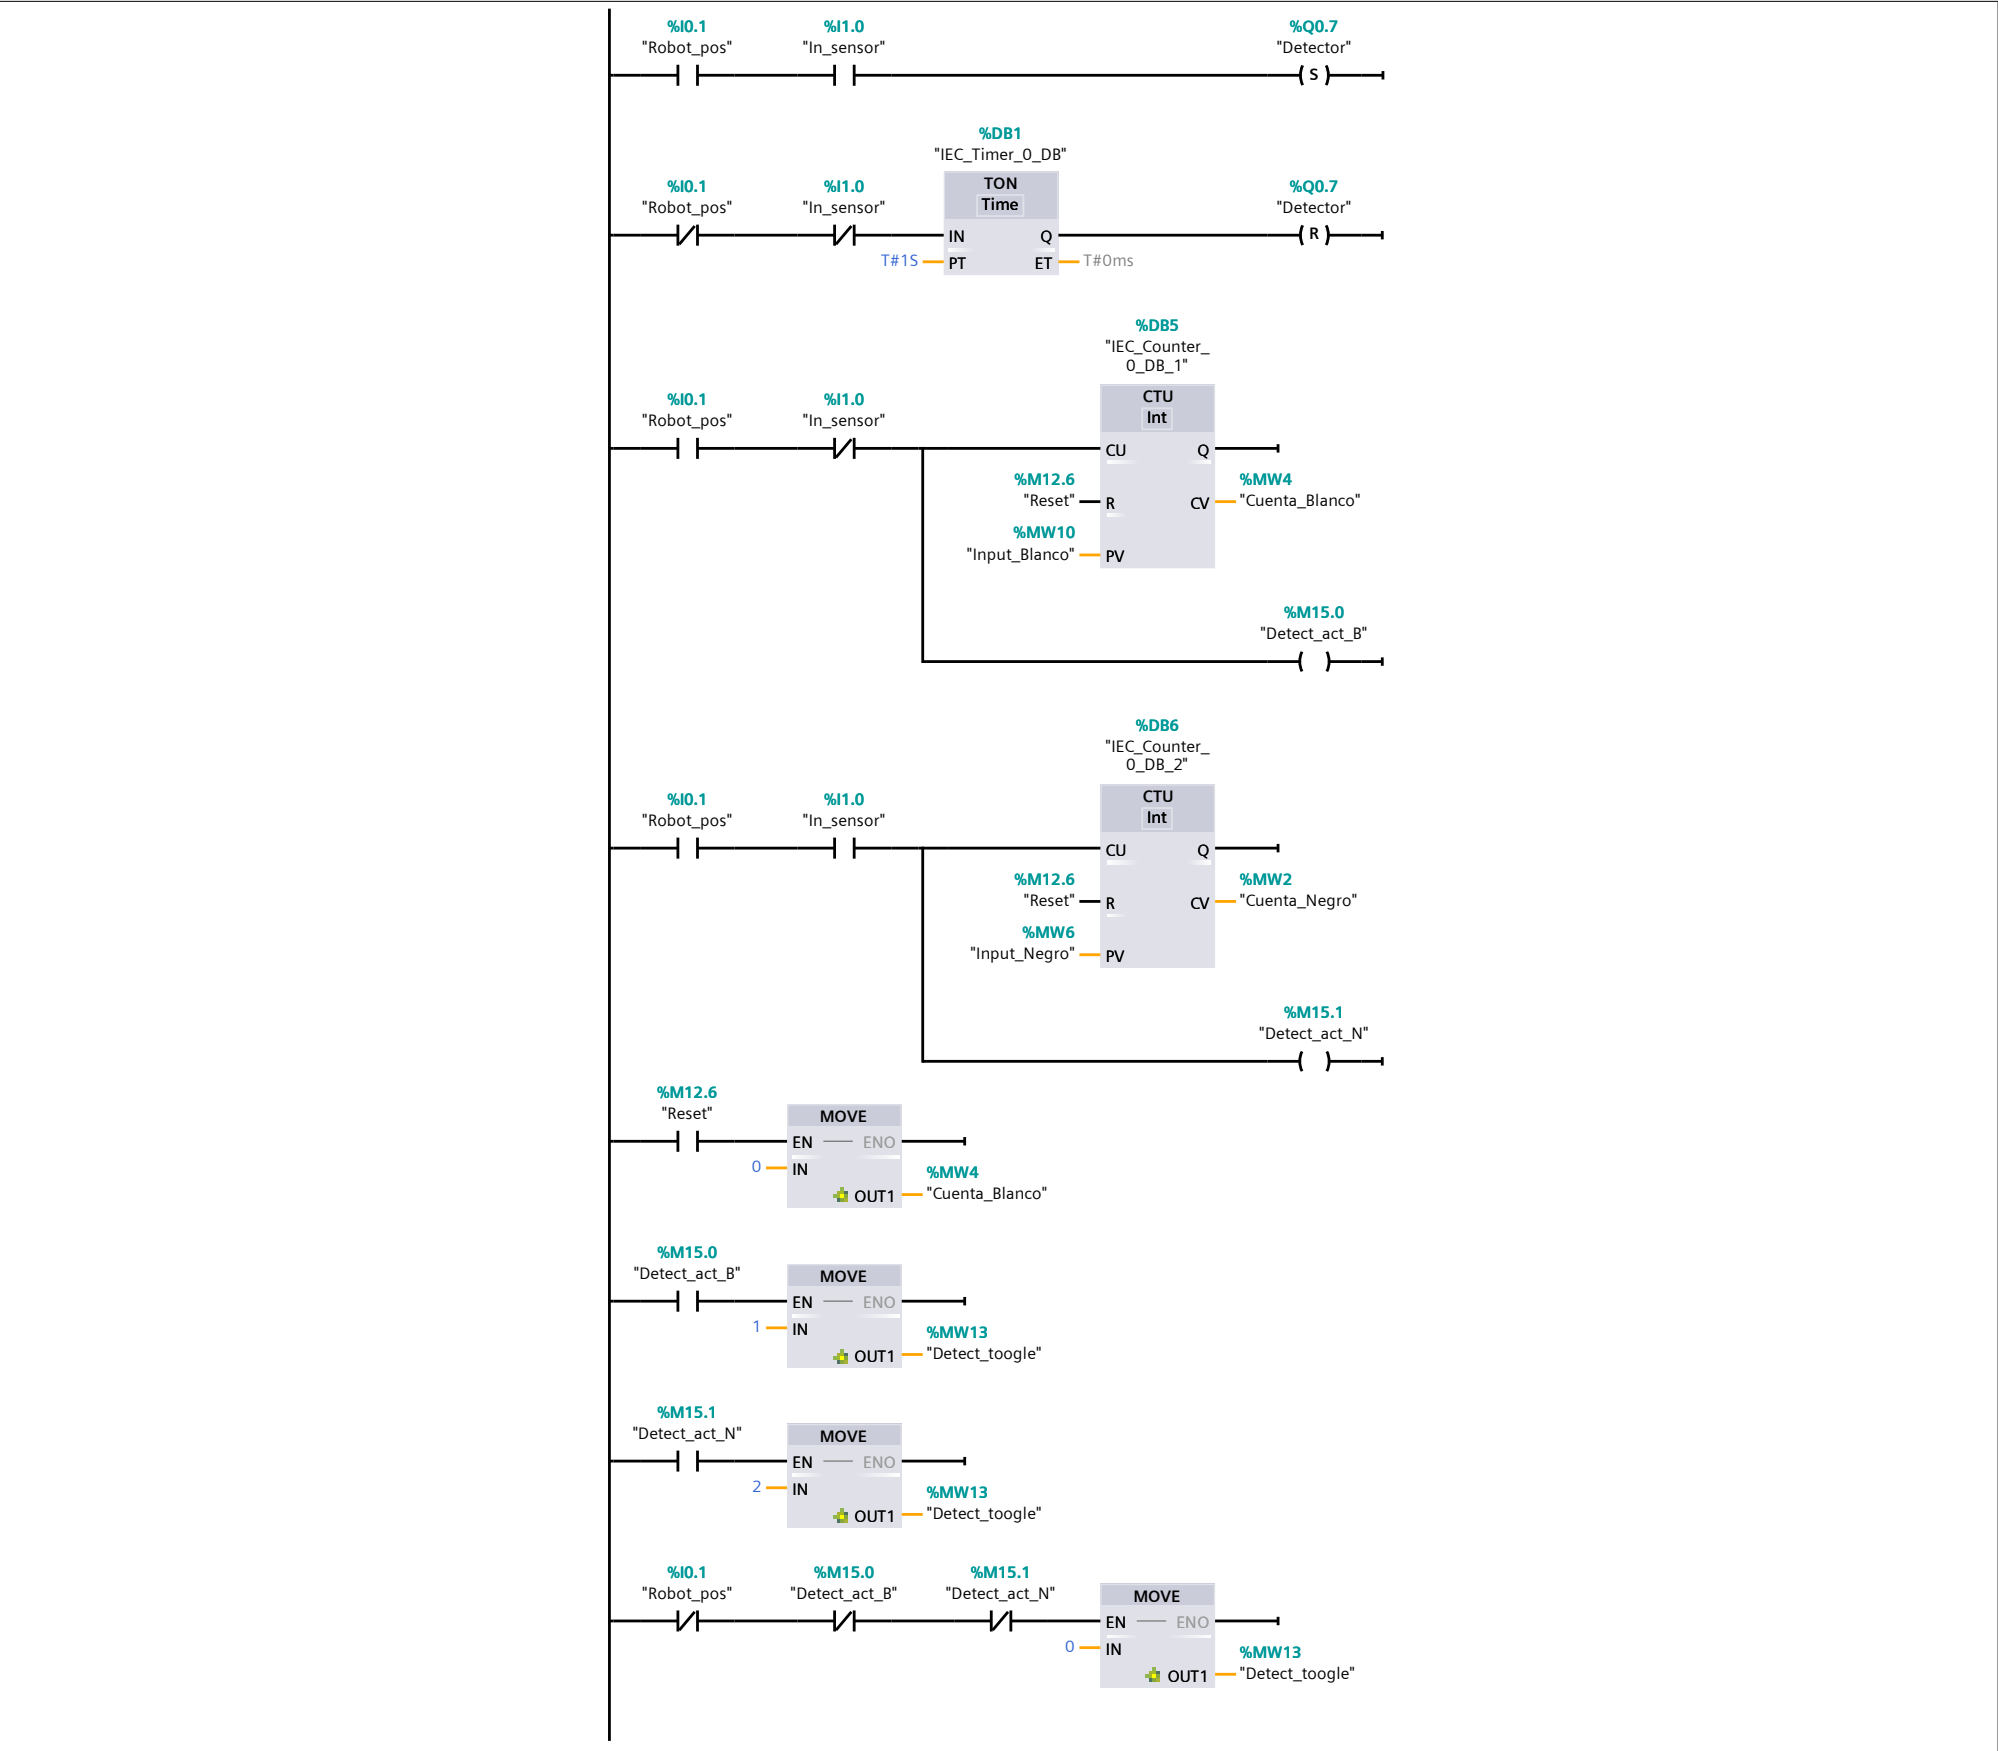 %I0.1 %I1.0 %Q0.7
"Robot_pos" "In_sensor" "Detector"
S
%DB1
"IEC_Timer_0_DB"
TON
Time
%I0.1 %I1.0 %Q0.7
"Robot_pos" "In_sensor" "Detector"
IN Q R
T#1S PT ET T#0ms
%DB5
"IEC_Counter_
0_DB_1"
CTU
Int
%I0.1 %I1.0
"Robot_pos" "In_sensor"
CU Q
%M12.6 %MW4
"Reset" R CV "Cuenta_Blanco"
%MW10
"Input_Blanco" PV
%M15.0
"Detect_act_B"
%DB6
"IEC_Counter_
0_DB_2"
CTU
Int
%I0.1 %I1.0
"Robot_pos" "In_sensor"
CU Q
%M12.6 %MW2
"Reset" R CV "Cuenta_Negro"
%MW6
"Input_Negro" PV
%M15.1
"Detect_act_N"
%M12.6
"Reset" MOVE
EN ENO
0 IN
%MW4
OUT1 "Cuenta_Blanco"
%M15.0
"Detect_act_B" MOVE
EN ENO
1 IN
%MW13
OUT1 "Detect_toogle"
%M15.1
"Detect_act_N" MOVE
EN ENO
2 IN
%MW13
OUT1 "Detect_toogle"
%I0.1 %M15.0 %M15.1
"Robot_pos" "Detect_act_B" "Detect_act_N" MOVE
EN ENO
0 IN
%MW13
OUT1 "Detect_toogle"